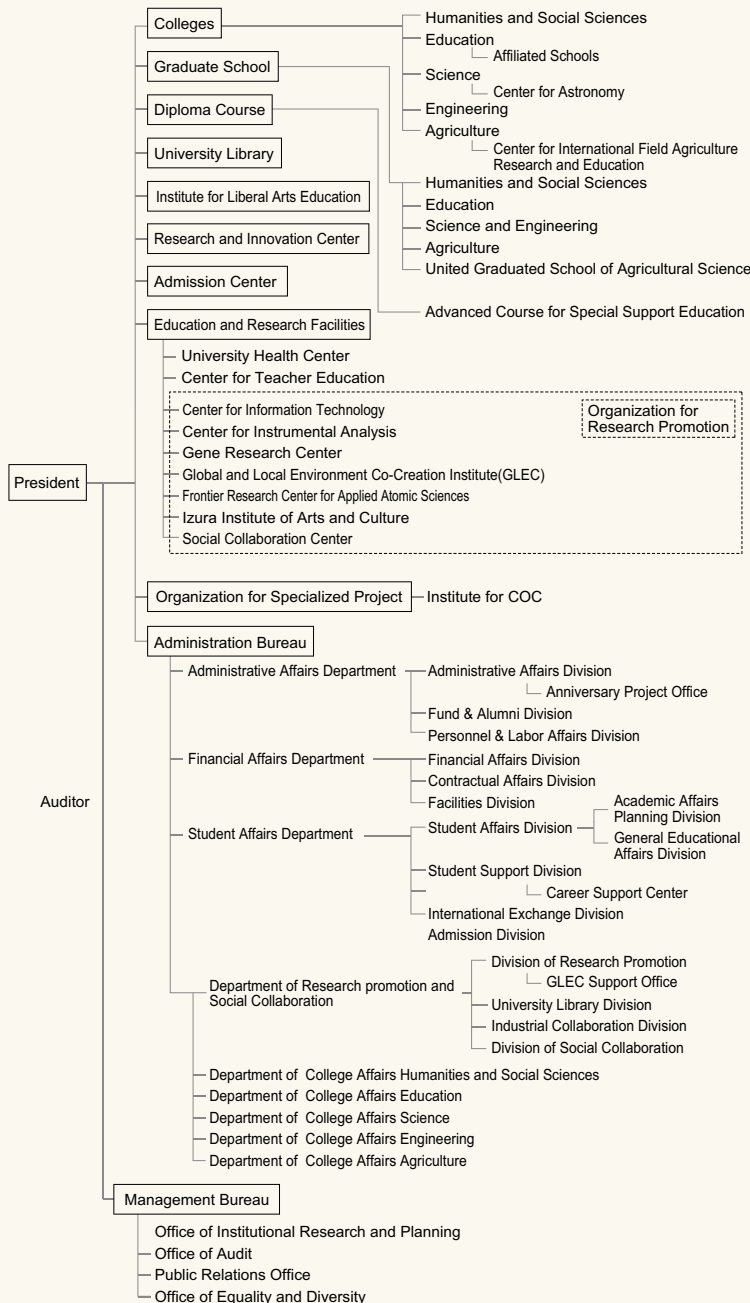 Colleges
Humanities and Social Sciences
Education
Affiliated Schools
Science
Center for Astronomy
Engineering
Agriculture
Center for International Field Agriculture
Research and Education
Graduate School
Humanities and Social Sciences
Education
Science and Engineering
Agriculture
United Graduated School of Agricultural Science
Diploma Course
Advanced Course for Special Support Education
University Library
Institute for Liberal Arts Education
Research and Innovation Center
Admission Center
Education and Research Facilities
University Health Center
Center for Teacher Education
Organization for
Research Promotion
Center for Information Technology
Center for Instrumental Analysis
Gene Research Center
Global and Local Environment Co-Creation Institute(GLEC)
Frontier Research Center for Applied Atomic Sciences
Izura Institute of Arts and Culture
Social Collaboration Center
President
Organization for Specialized Project
Institute for COC
Administration Bureau
Administrative Affairs Department
Administrative Affairs Division
Anniversary Project Office
Fund & Alumni Division
Personnel & Labor Affairs Division
Financial Affairs Department
Financial Affairs Division
Contractual Affairs Division
Facilities Division
Auditor
Student Affairs Department
Student Affairs Division
Academic Affairs
Planning Division
General Educational
Affairs Division
Student Support Division
Career Support Center
International Exchange Division
Admission Division
Department of Research promotion and
Social Collaboration
Division of Research Promotion
GLEC Support Office
University Library Division
Industrial Collaboration Division
Division of Social Collaboration
Department of  College Affairs Humanities and Social Sciences
Department of  College Affairs Education
Department of  College Affairs Science
Department of  College Affairs Engineering
Department of  College Affairs Agriculture
Management Bureau
Office of Institutional Research and Planning
Office of Audit
Public Relations Office
Office of Equality and Diversity